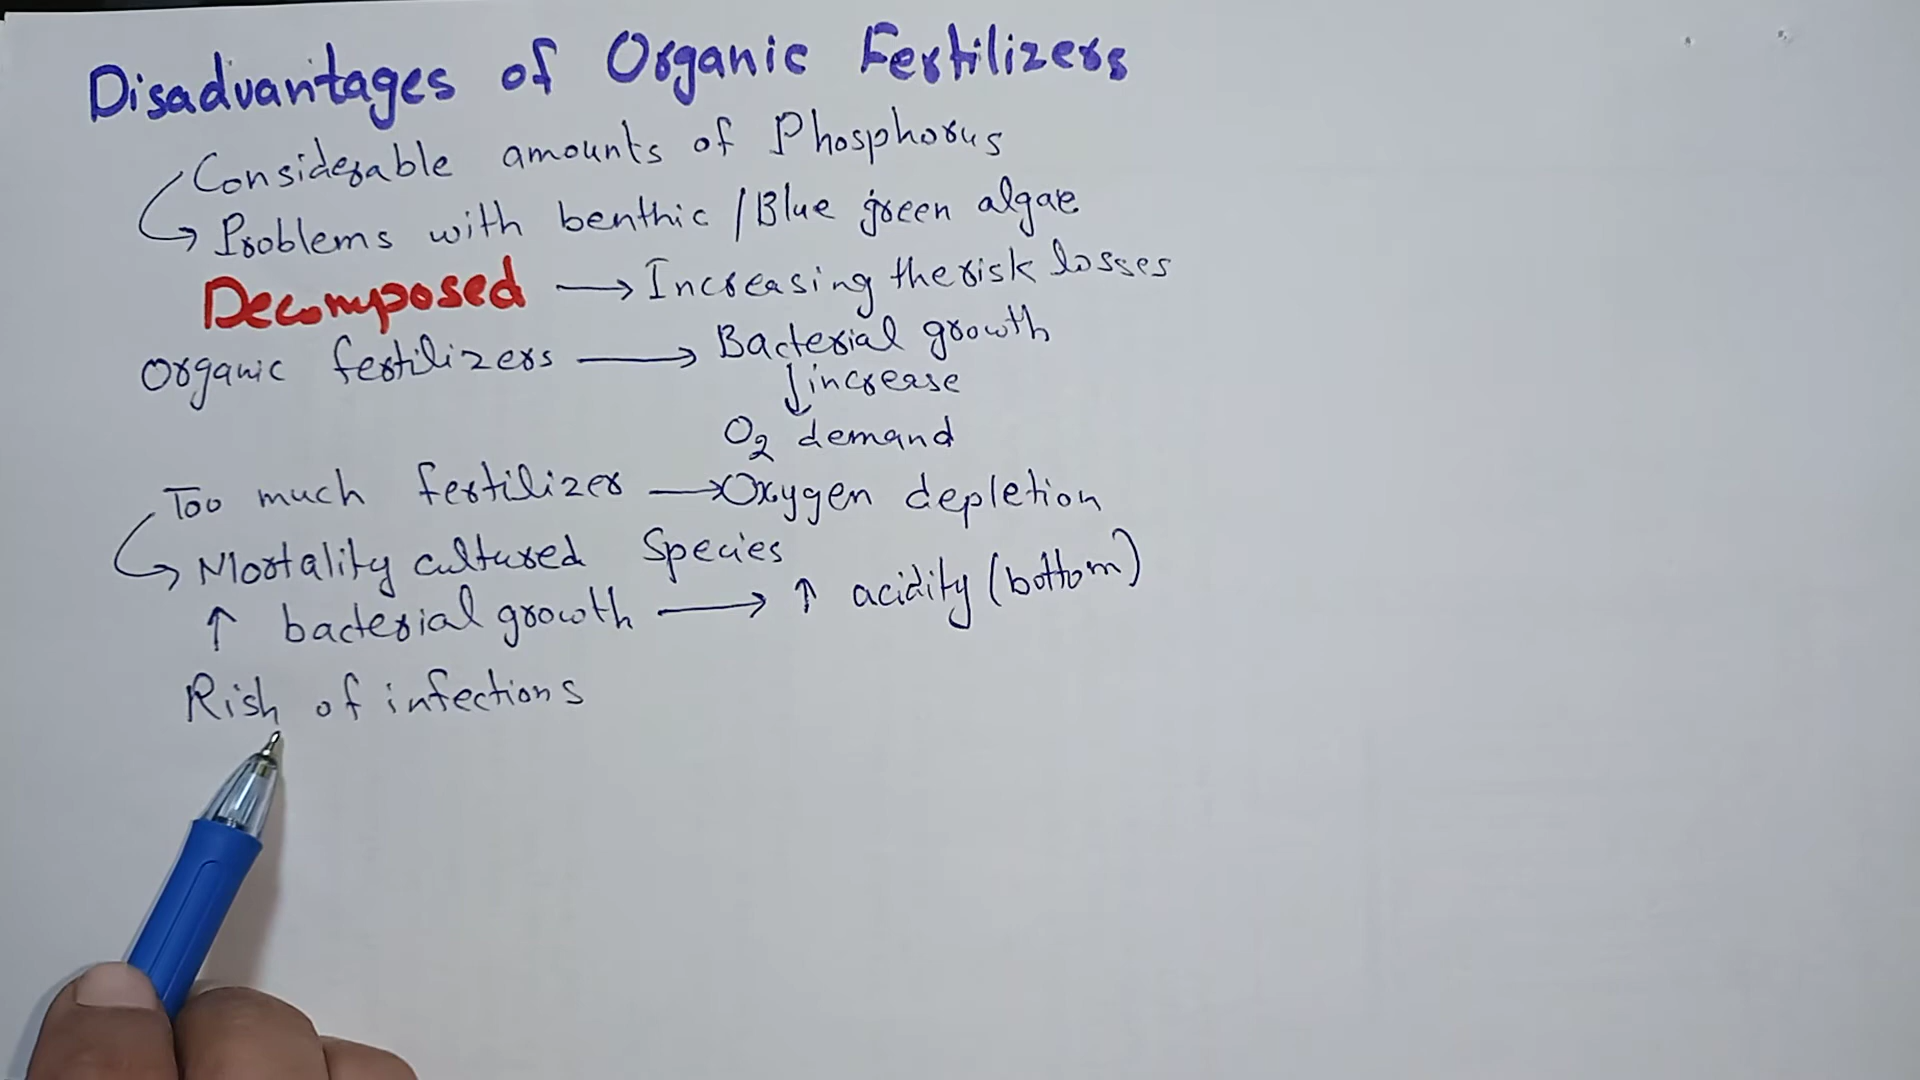 Disadvantages of Organic Fertilizers
Considerable amounts of Phosphorus
Problems with benthic / Blue green algae
Decomposed → Increasing the risk losses
Organic fertilizers → Bacterial growth
↓ increase
O2 demand
Too much fertilizer → Oxygen depletion
Mortality cultured Species
↑ bacterial growth → ↑ acidity (bottom)
Risk of infections